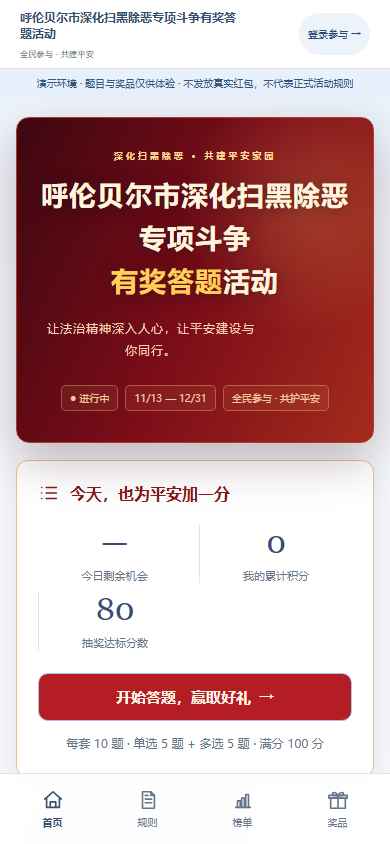 呼伦贝尔市深化扫黑除恶专项斗争有奖答
题活动
全民参与 · 共建平安
登录参与 →
演示环境 · 题目与奖品仅供体验 · 不发放真实红包，不代表正式活动规则
深化扫黑除恶 • 共建平安家园
呼伦贝尔市深化扫黑除恶
专项斗争
有奖答题活动
让法治精神深入人心，让平安建设与
你同行。
进行中
11/13 — 12/31
全民参与 · 共护平安
今天，也为平安加一分
—
今日剩余机会
0
我的累计积分
80
抽奖达标分数
开始答题，赢取好礼 →
每套 10 题 · 单选 5 题 + 多选 5 题 · 满分 100 分
首页
规则
榜单
奖品